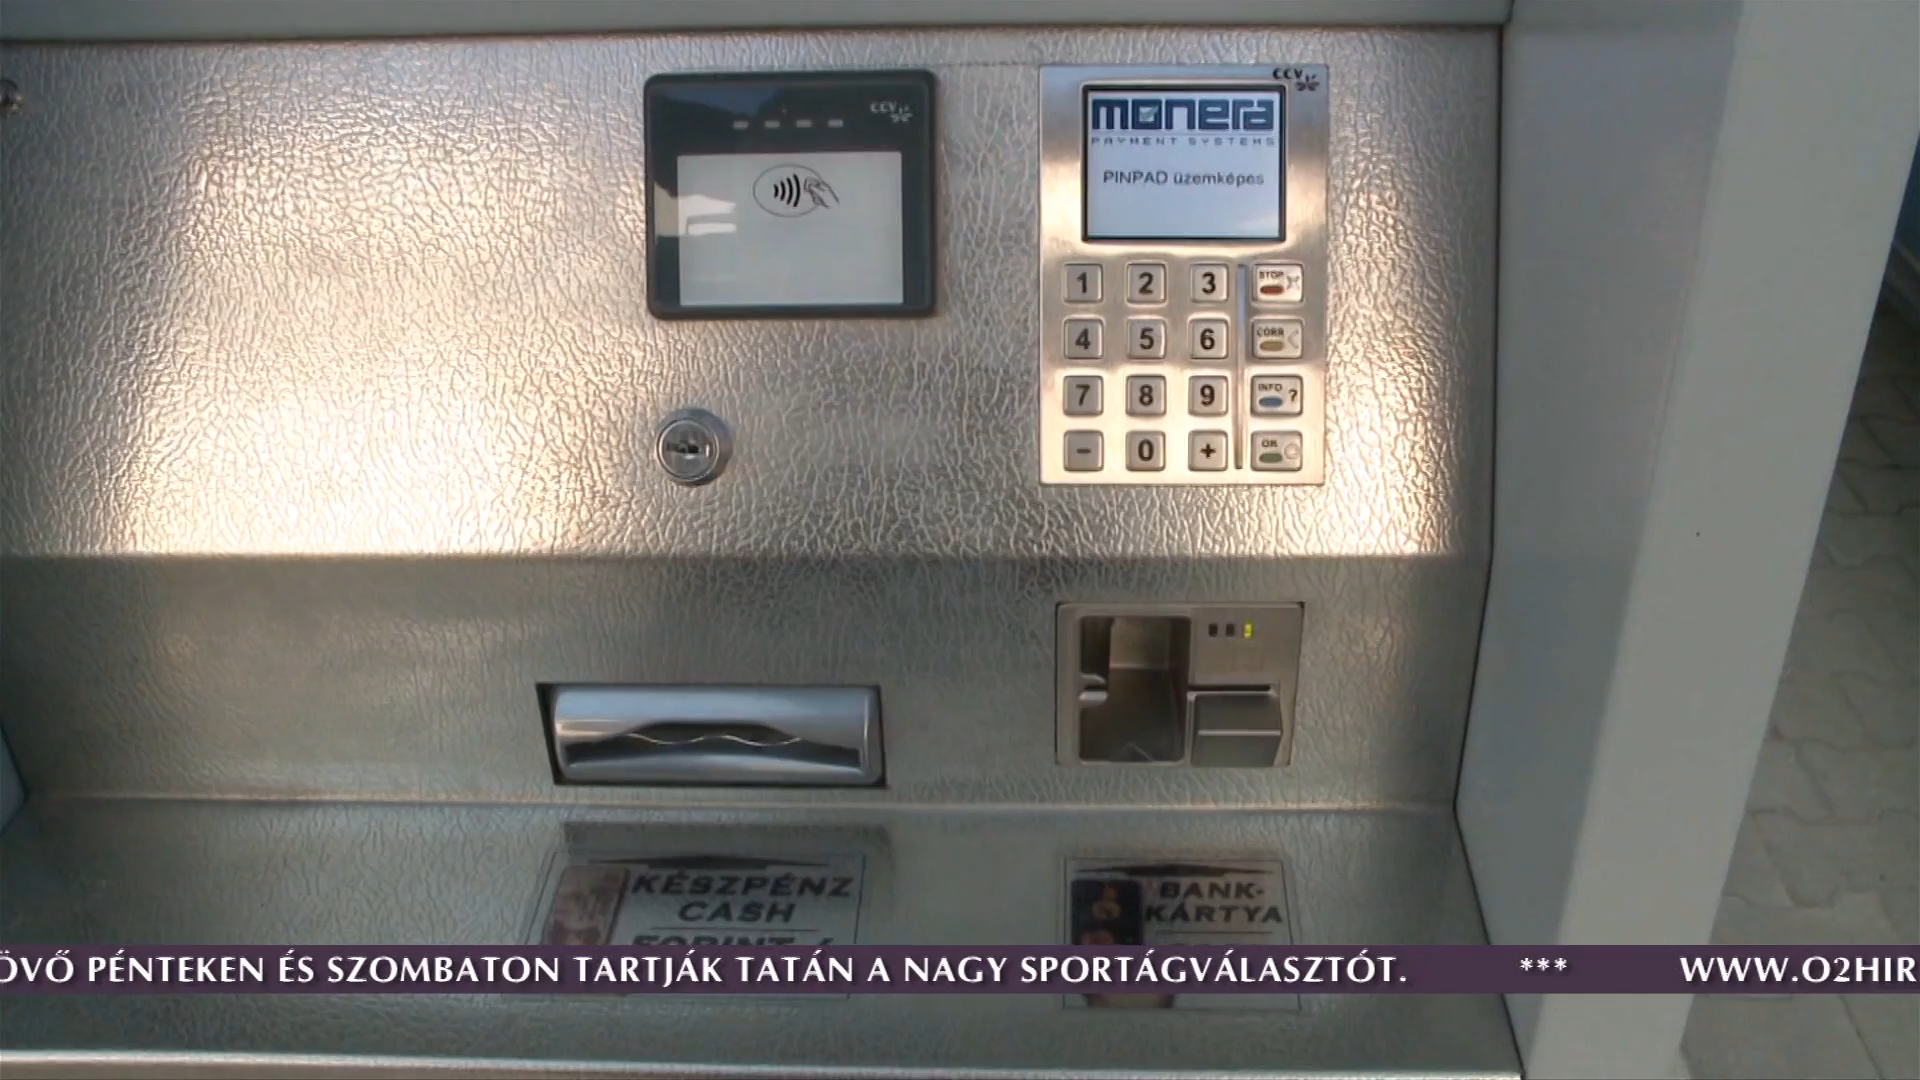 CCV
CCV
monera
PAYMENT SYSTEMS
PINPAD üzemképes
1 2 3 STOP
4 5 6 CORR
7 8 9 INFO ?
- 0 + OK
KÉSZPÉNZ
CASH
FORINT /
BANK-
KÁRTYA
ÖVŐ PÉNTEKEN ÉS SZOMBATON TARTJÁK TATÁN A NAGY SPORTÁGVÁLASZTÓT. *** WWW.O2HIR